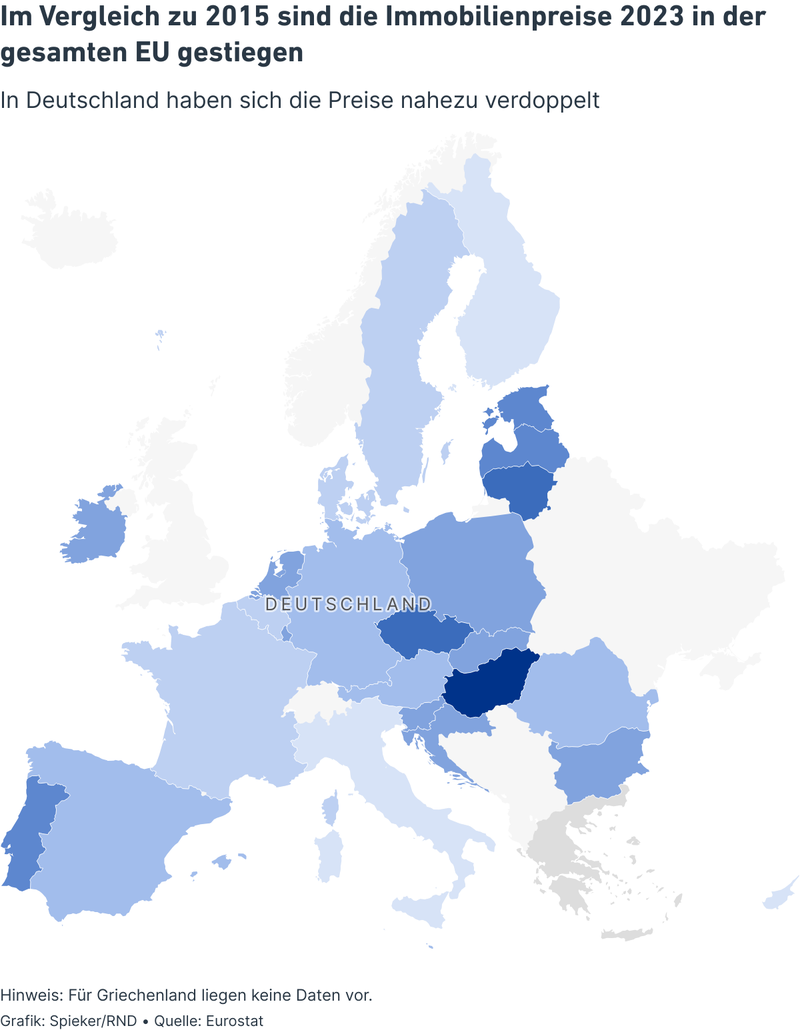 Im Vergleich zu 2015 sind die Immobilienpreise 2023 in der
gesamten EU gestiegen
In Deutschland haben sich die Preise nahezu verdoppelt
DEUTSCHLAND
Hinweis: Für Griechenland liegen keine Daten vor.
Grafik: Spieker/RND • Quelle: Eurostat